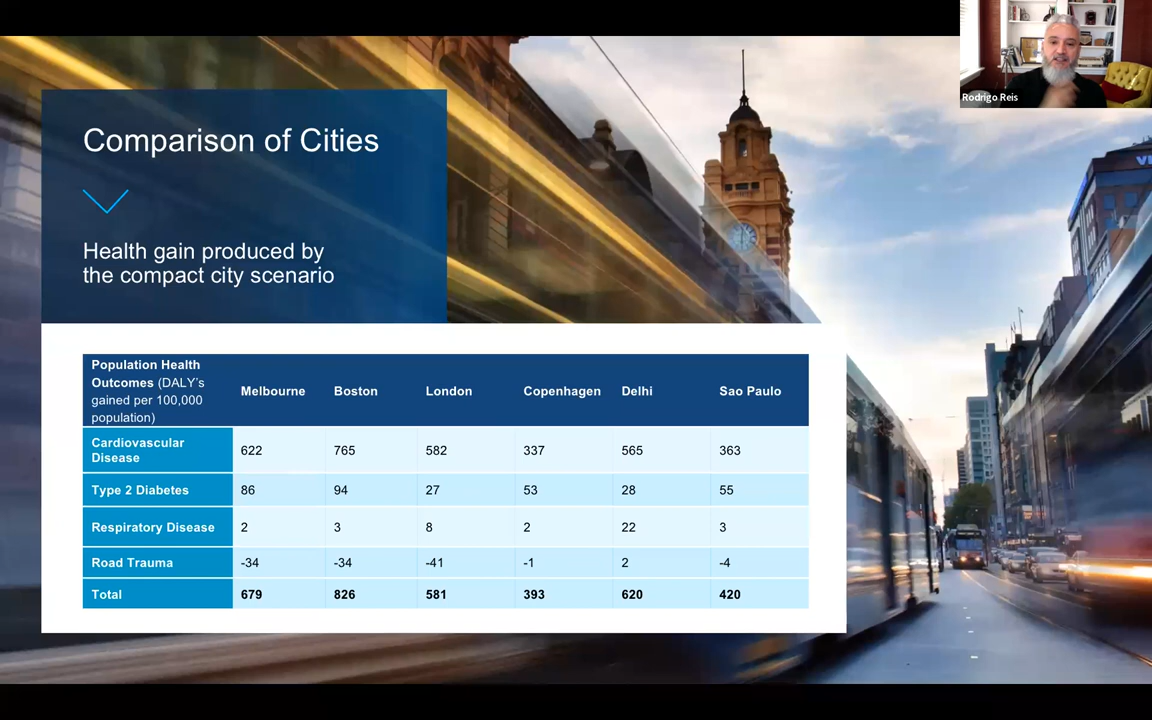 Rodrigo Reis
Comparison of Cities
Health gain produced by
the compact city scenario
Population Health
Outcomes (DALY's
gained per 100,000
population)
Melbourne Boston London Copenhagen Delhi Sao Paulo
Cardiovascular
Disease
622 765 582 337 565 363
Type 2 Diabetes 86 94 27 53 28 55
Respiratory Disease 2 3 8 2 22 3
Road Trauma -34 -34 -41 -1 2 -4
Total 679 826 581 393 620 420